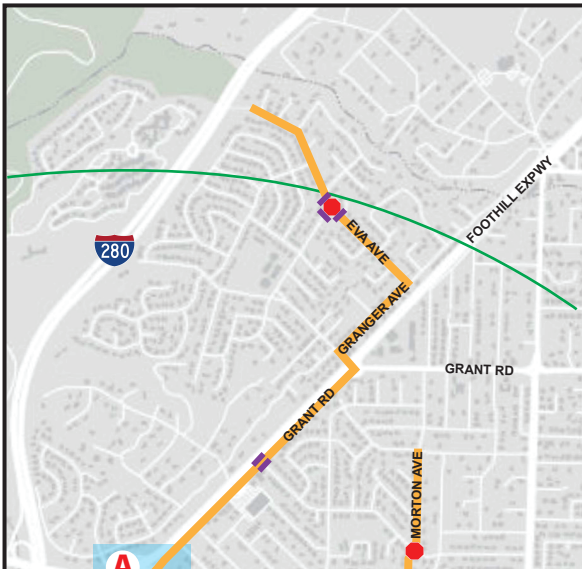 FOOTHILL EXPWY
280
EVA AVE
GRANGER AVE
GRANT RD
GRANT RD
MORTON AVE
A